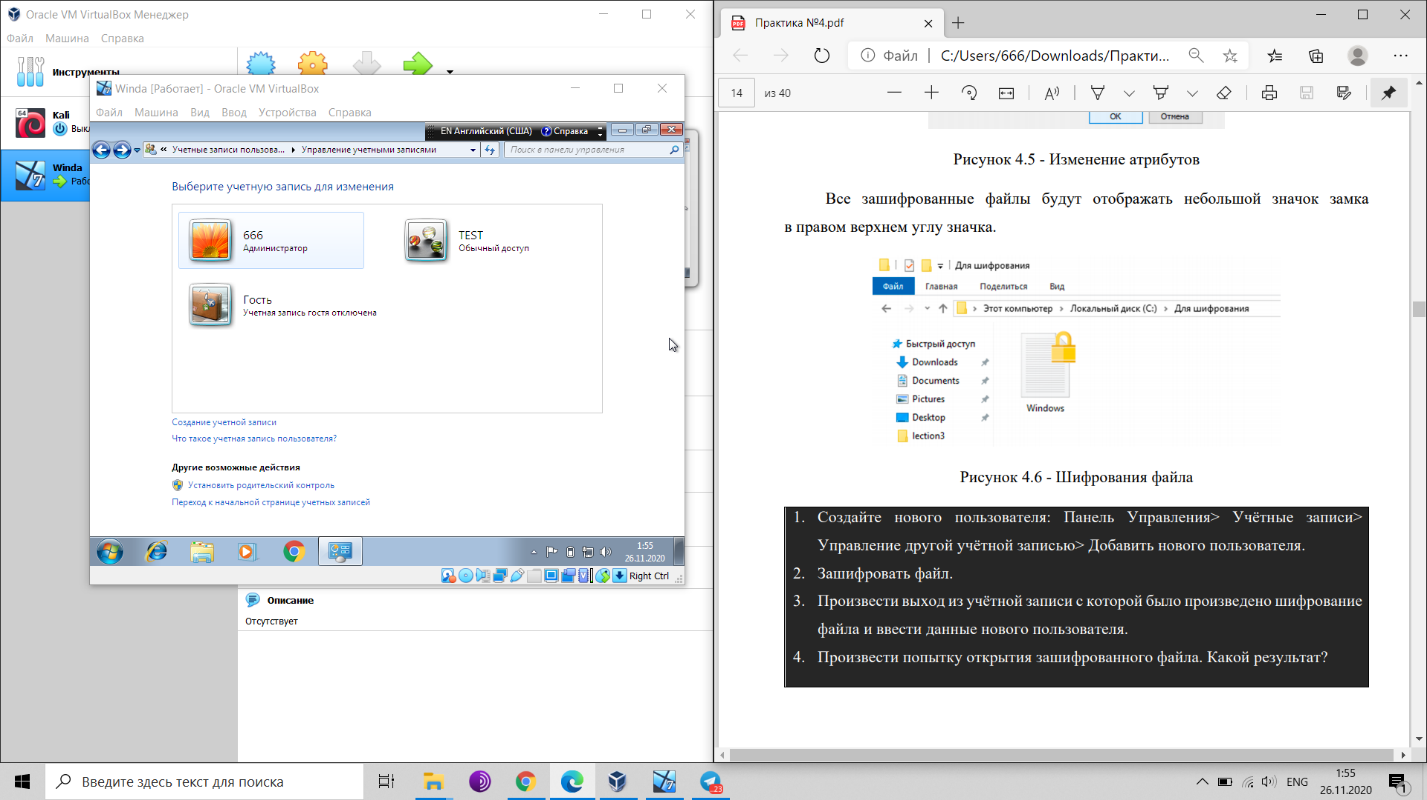 Oracle VM VirtualBox Менеджер
Файл Машина Справка
Инструменты
64
Kali
Winda
Winda [Работает] - Oracle VM VirtualBox
Файл Машина Вид Ввод Устройства Справка
EN Английский (США) Справка
« Учетные записи пользова... Управление учетными записями
Поиск в панели управления
Выберите учетную запись для изменения
666
Администратор
TEST
Обычный доступ
Гость
Учетная запись гостя отключена
Создание учетной записи
Что такое учетная запись пользователя?
Другие возможные действия
Установить родительский контроль
Переход к начальной странице учетных записей
1:55
26.11.2020
Right Ctrl
Описание
Отсутствует
Практика №4.pdf
Файл | C:/Users/666/Downloads/Практи...
14 из 40
OK Отмена
Рисунок 4.5 - Изменение атрибутов
Все зашифрованные файлы будут отображать небольшой значок замка
в правом верхнем углу значка.
Для шифрования
Файл Главная Поделиться Вид
Этот компьютер > Локальный диск (C:) > Для шифрования
Быстрый доступ
Downloads
Documents
Pictures
Desktop
lection3
Windows
Рисунок 4.6 - Шифрования файла
1. Создайте нового пользователя: Панель Управления> Учётные записи>
Управление другой учётной записью> Добавить нового пользователя.
2. Зашифровать файл.
3. Произвести выход из учётной записи с которой было произведено шифрование
файла и ввести данные нового пользователя.
4. Произвести попытку открытия зашифрованного файла. Какой результат?
Введите здесь текст для поиска
23
ENG
1:55
26.11.2020
1